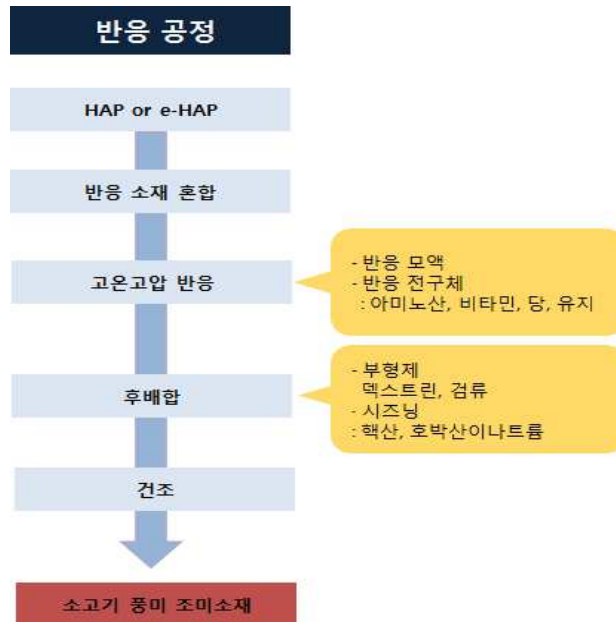 반응 공정
HAP or e-HAP
반응 소재 혼합
고온고압 반응
- 반응 모액
- 반응 전구체
: 아미노산, 비타민, 당, 유지
후배합
- 부형제
덱스트린, 검류
- 시즈닝
: 핵산, 호박산이나트륨
건조
소고기 풍미 조미소재